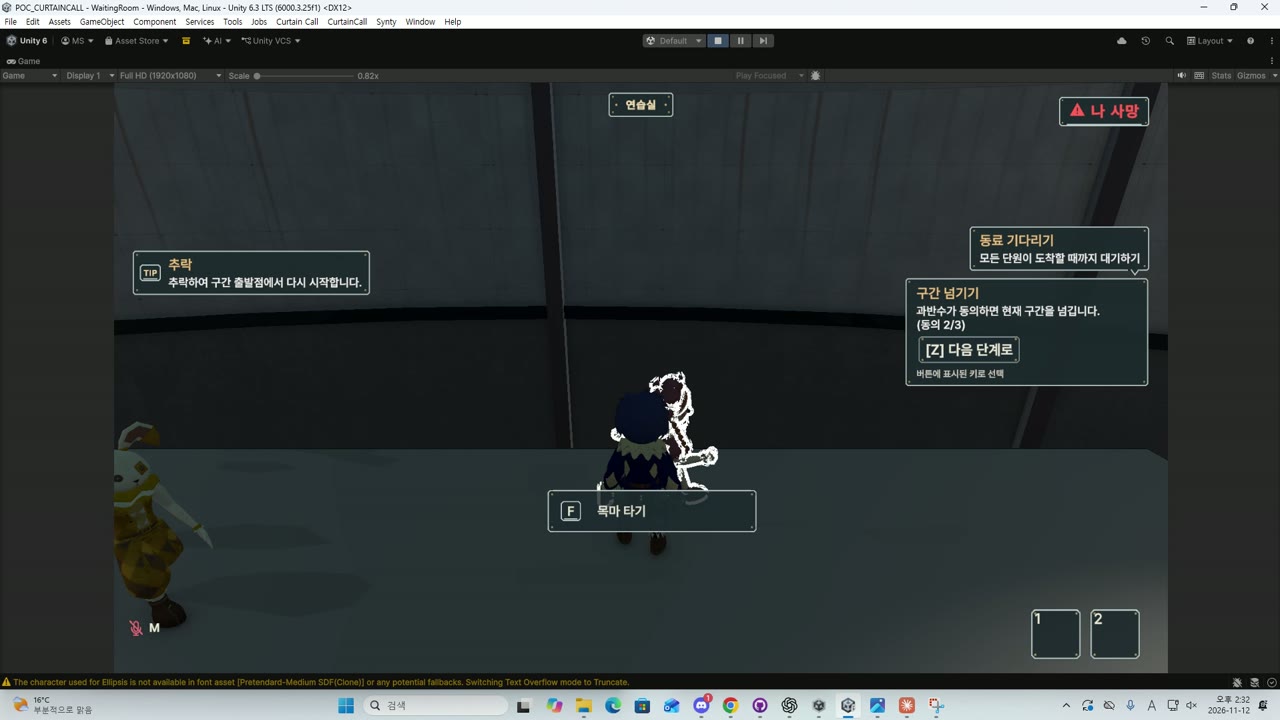 POC_CURTAINCALL - WaitingRoom - Windows, Mac, Linux - Unity 6.3 LTS (6000.3.25f1) <DX12>
File Edit Assets GameObject Component Services Tools Jobs Curtain Call CurtainCall Synty Window Help
Unity 6 MS Asset Store AI Unity VCS Default Layout
Game
Game Display 1 Full HD (1920x1080) Scale 0.82x Play Focused Stats Gizmos
연습실
나 사망
동료 기다리기
모든 단원이 도착할 때까지 대기하기
TIP 추락
추락하여 구간 출발점에서 다시 시작합니다.
구간 넘기기
과반수가 동의하면 현재 구간을 넘깁니다.
(동의 2/3)
[Z] 다음 단계로
버튼에 표시된 키로 선택
F 목마 타기
M
1 2
The character used for Ellipsis is not available in font asset [Pretendard-Medium SDF(Clone)] or any potential fallbacks. Switching Text Overflow mode to Truncate.
16°C
부분적으로 맑음
검색
1
A
오후 2:32
2026-11-12